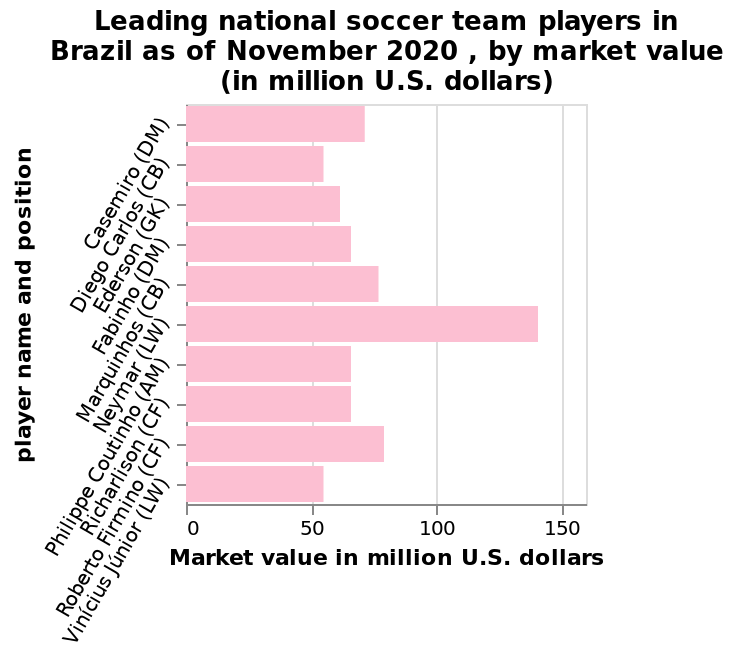 Leading national soccer team players in
Brazil as of November 2020 , by market value
(in million U.S. dollars)
player name and position
Casemiro (DM)
Diego Carlos (CB)
Ederson (GK)
Fabinho (DM)
Marquinhos (CB)
Neymar (LW)
Philippe Coutinho (AM)
Richarlison (CF)
Roberto Firmino (CF)
Vinícius Júnior (LW)
0 50 100 150
Market value in million U.S. dollars